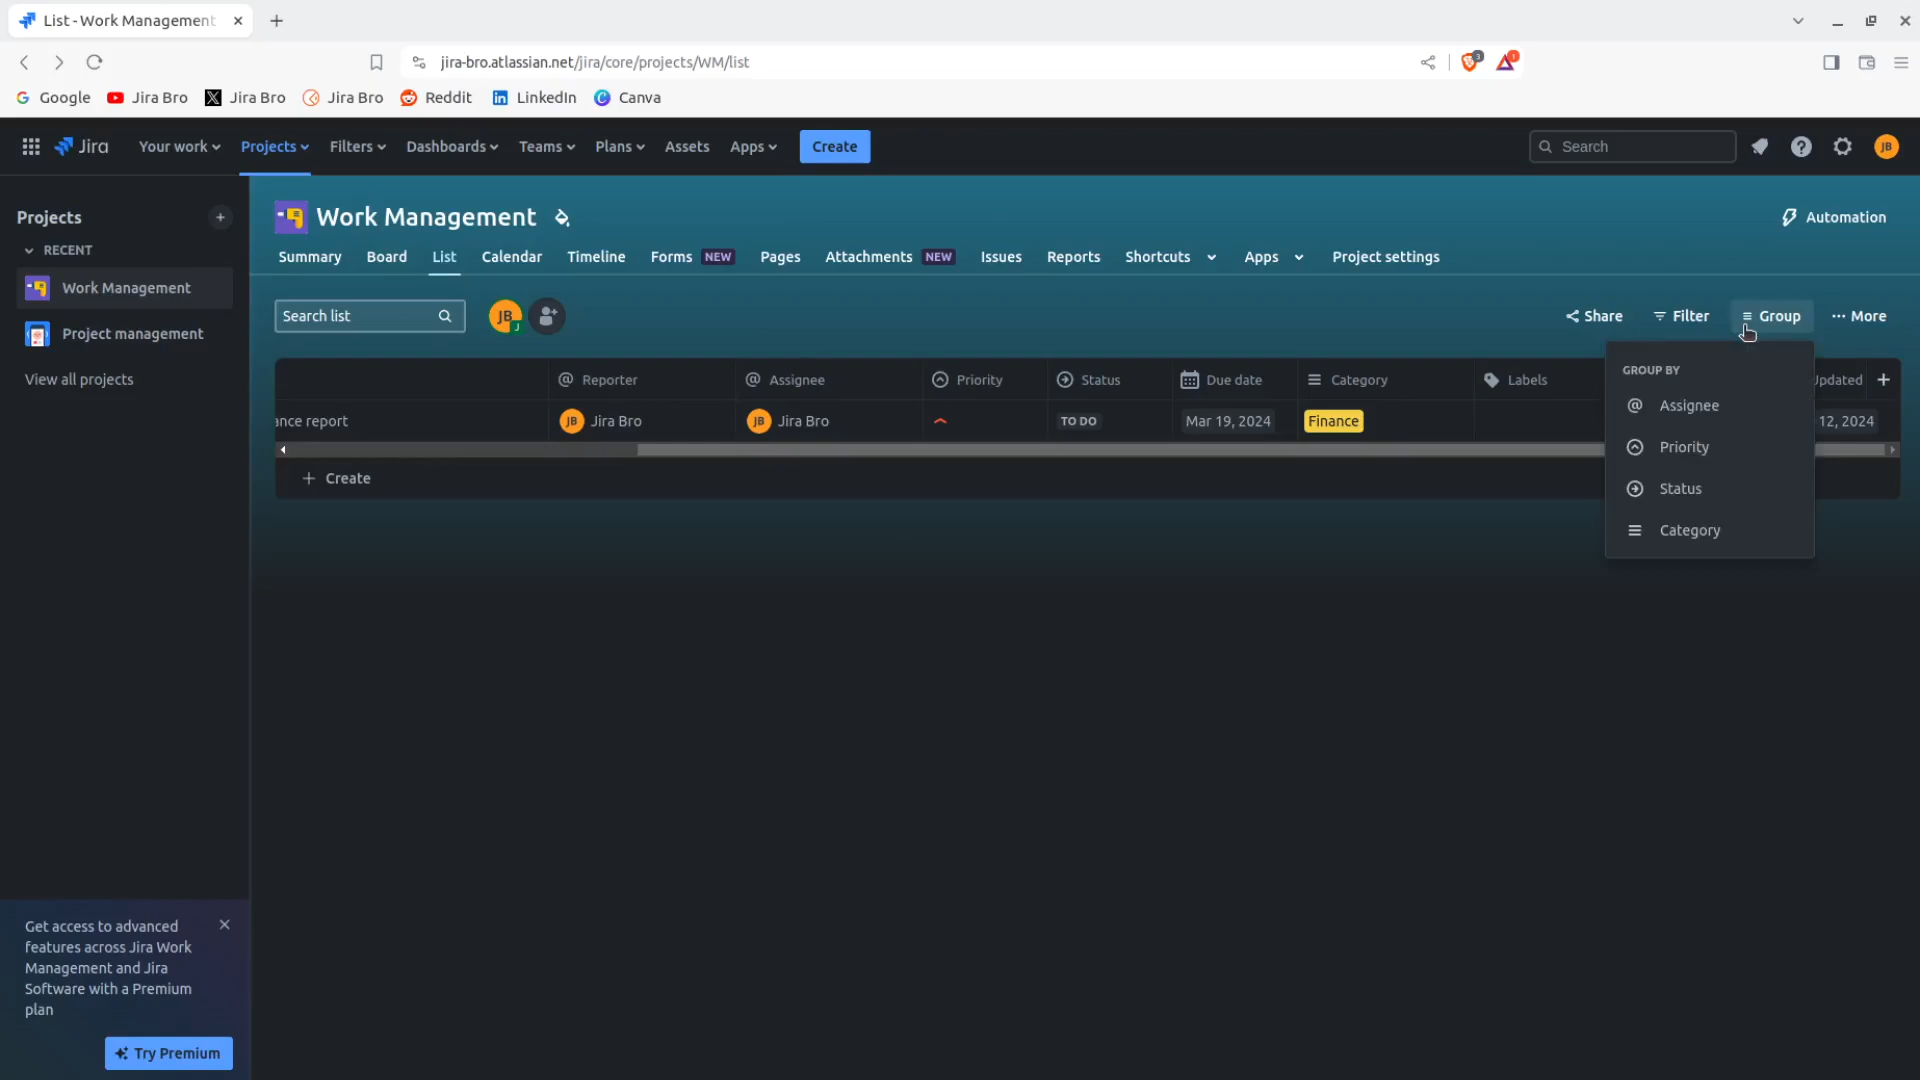 List - Work Management
jira-bro.atlassian.net/jira/core/projects/WM/list
3
1
Google Jira Bro Jira Bro Jira Bro Reddit LinkedIn Canva
Jira Your work Projects Filters Dashboards Teams Plans Assets Apps Create Search JB
Projects
RECENT
Work Management
Project management
View all projects
Work Management
Automation
Summary Board List Calendar Timeline Forms NEW Pages Attachments NEW Issues Reports Shortcuts Apps Project settings
Search list JB J Share Filter Group More
Reporter Assignee Priority Status Due date Category Labels Updated
ance report JB Jira Bro JB Jira Bro TO DO Mar 19, 2024 Finance 12, 2024
Create
GROUP BY
Assignee
Priority
Status
Category
Get access to advanced
features across Jira Work
Management and Jira
Software with a Premium
plan
Try Premium